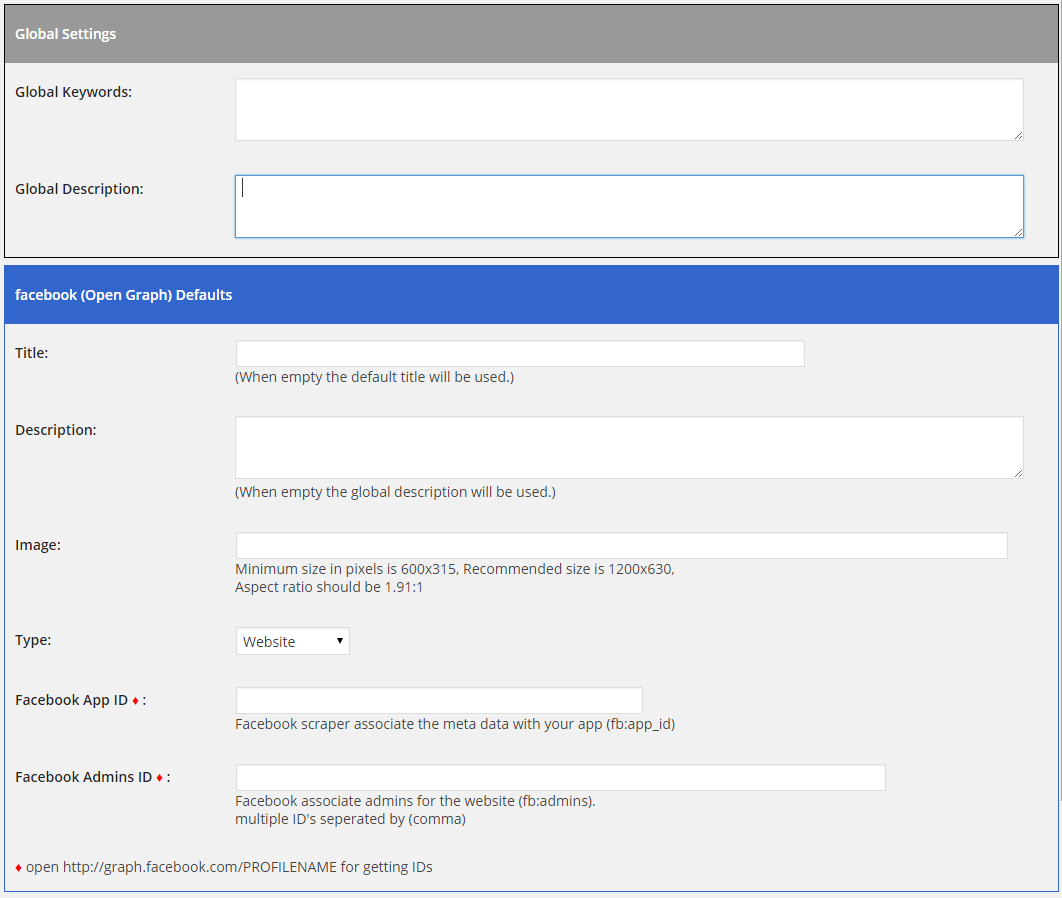 Global Settings
Global Keywords:
Global Description:
facebook (Open Graph) Defaults
Title:
(When empty the default title will be used.)
Description:
(When empty the global description will be used.)
Image:
Minimum size in pixels is 600x315, Recommended size is 1200x630,
Aspect ratio should be 1.91:1
Type:
Website
Facebook App ID ♦ :
Facebook scraper associate the meta data with your app (fb:app_id)
Facebook Admins ID ♦ :
Facebook associate admins for the website (fb:admins).
multiple ID's seperated by (comma)
♦ open http://graph.facebook.com/PROFILENAME for getting IDs